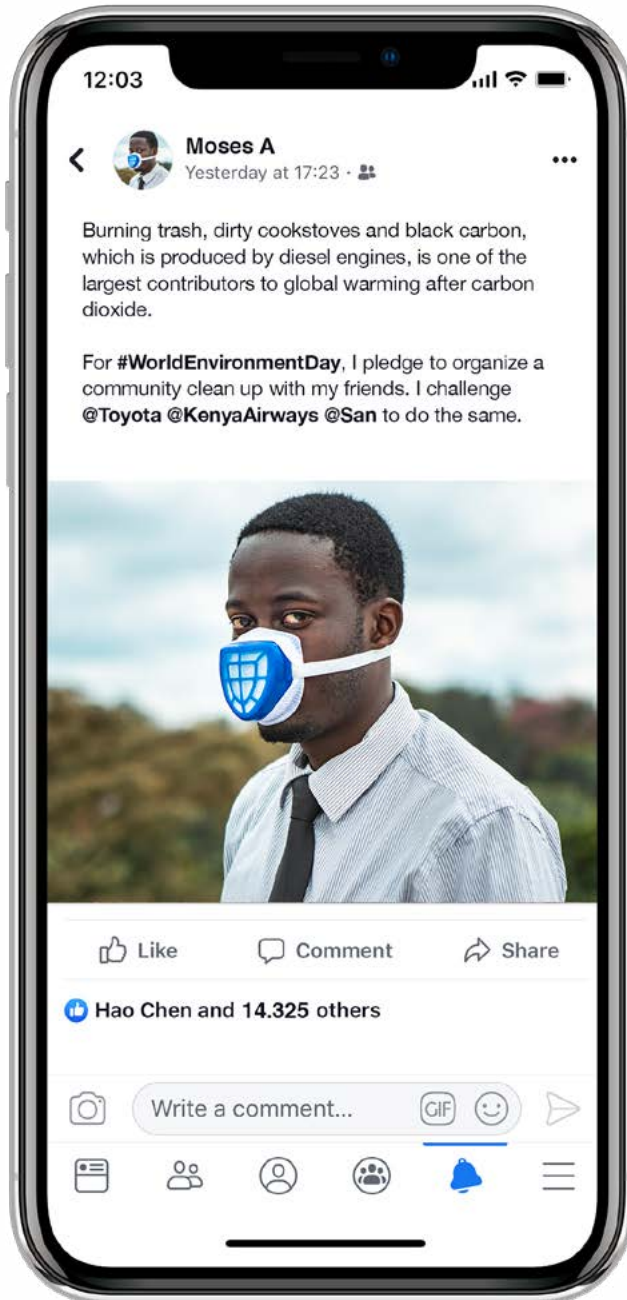 12:03
Moses A
Yesterday at 17:23 ·
Burning trash, dirty cookstoves and black carbon,
which is produced by diesel engines, is one of the
largest contributors to global warming after carbon
dioxide.
For #WorldEnvironmentDay, I pledge to organize a
community clean up with my friends. I challenge
@Toyota @KenyaAirways @San to do the same.
Like Comment Share
Hao Chen and 14.325 others
Write a comment... GIF